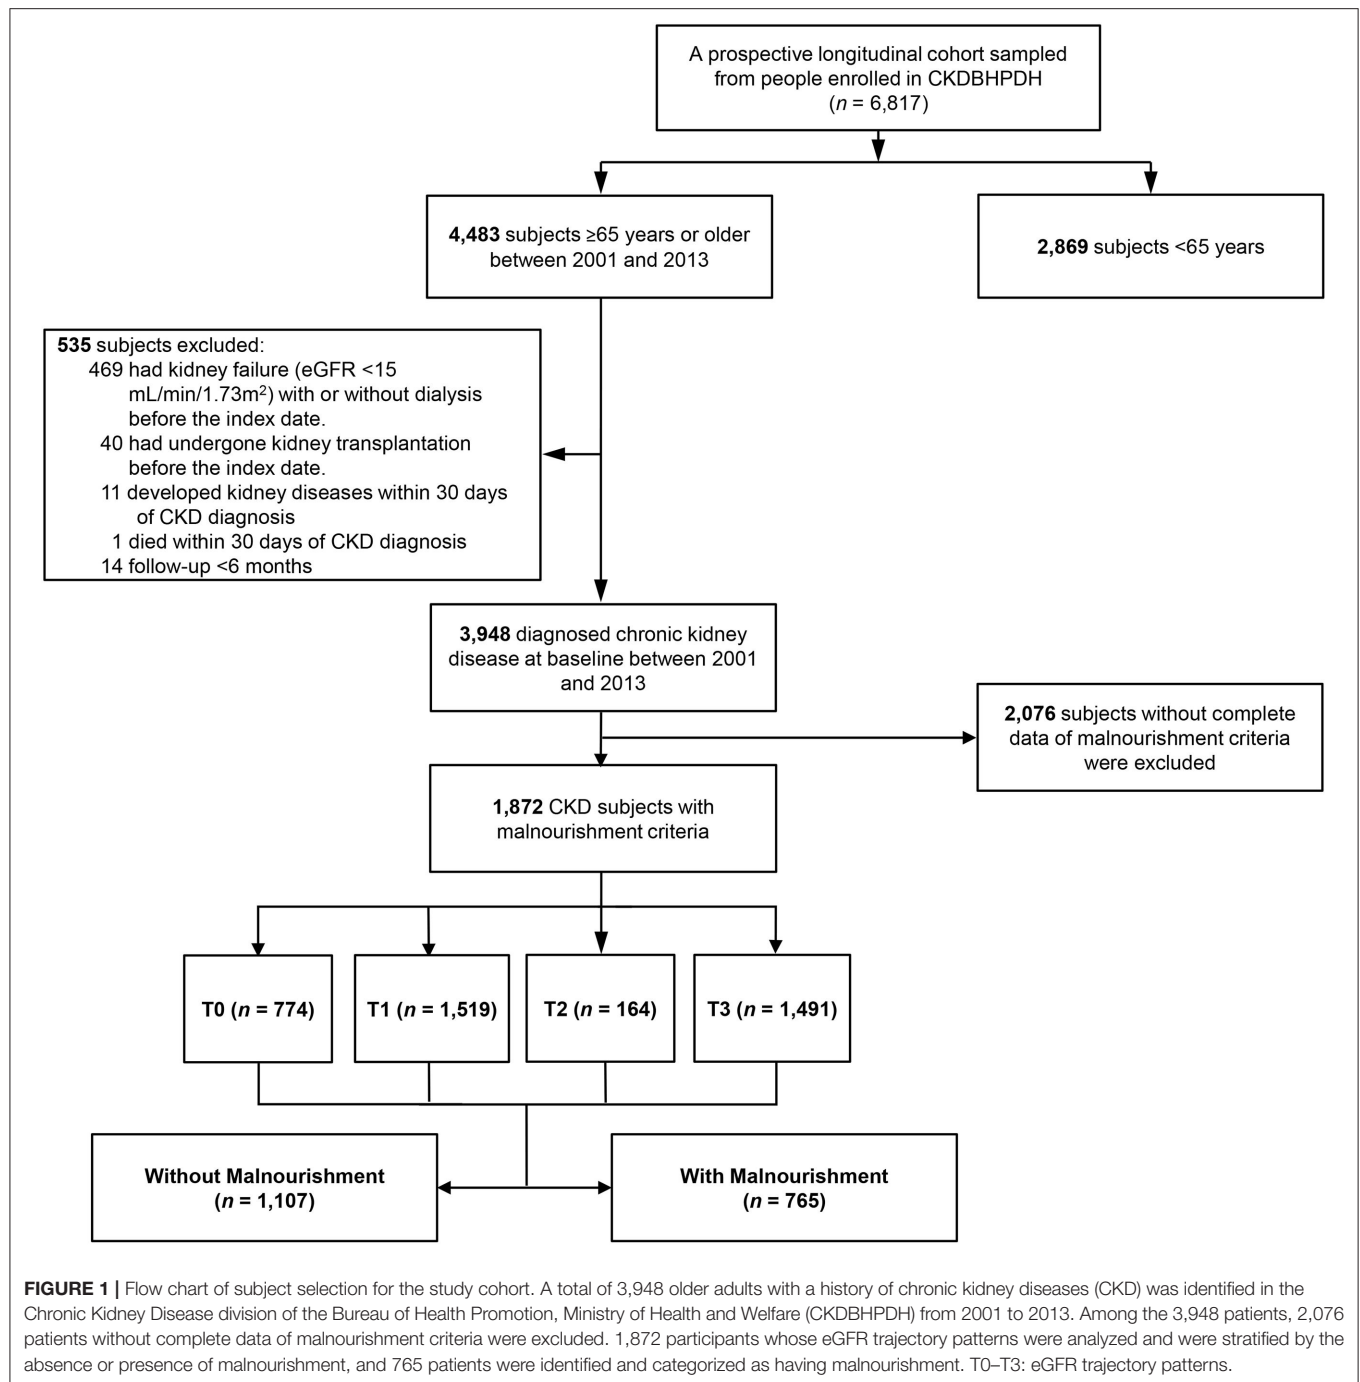 A prospective longitudinal cohort sampled
from people enrolled in CKDBHPDH
(n = 6,817)
4,483 subjects ≥65 years or older
between 2001 and 2013
2,869 subjects <65 years
535 subjects excluded:
469 had kidney failure (eGFR <15
mL/min/1.73m²) with or without dialysis
before the index date.
40 had undergone kidney transplantation
before the index date.
11 developed kidney diseases within 30 days
of CKD diagnosis
1 died within 30 days of CKD diagnosis
14 follow-up <6 months
3,948 diagnosed chronic kidney
disease at baseline between 2001
and 2013
2,076 subjects without complete
data of malnourishment criteria
were excluded
1,872 CKD subjects with
malnourishment criteria
T0 (n = 774)
T1 (n = 1,519)
T2 (n = 164)
T3 (n = 1,491)
Without Malnourishment
(n = 1,107)
With Malnourishment
(n = 765)
FIGURE 1 | Flow chart of subject selection for the study cohort. A total of 3,948 older adults with a history of chronic kidney diseases (CKD) was identified in the
Chronic Kidney Disease division of the Bureau of Health Promotion, Ministry of Health and Welfare (CKDBHPDH) from 2001 to 2013. Among the 3,948 patients, 2,076
patients without complete data of malnourishment criteria were excluded. 1,872 participants whose eGFR trajectory patterns were analyzed and were stratified by the
absence or presence of malnourishment, and 765 patients were identified and categorized as having malnourishment. T0–T3: eGFR trajectory patterns.